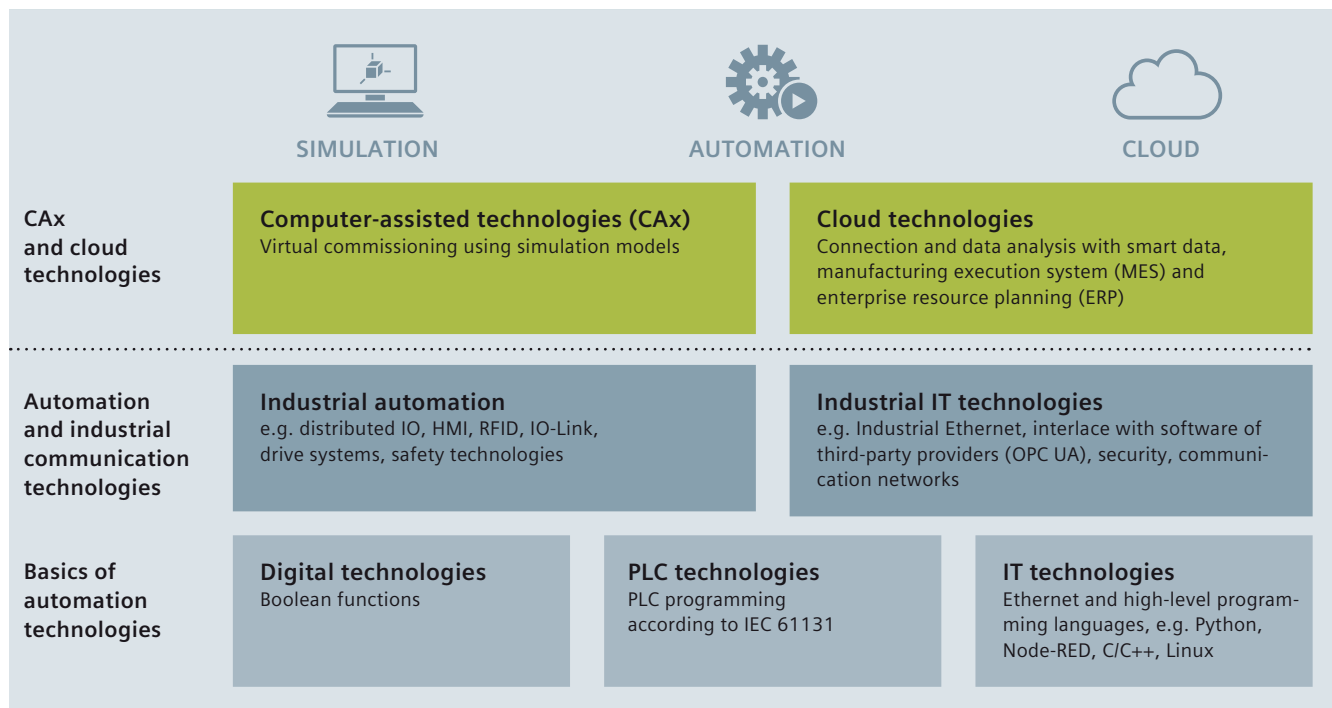 SIMULATION
AUTOMATION
CLOUD
CAx
and cloud
technologies
Computer-assisted technologies (CAx)
Virtual commissioning using simulation models
Cloud technologies
Connection and data analysis with smart data,
manufacturing execution system (MES) and
enterprise resource planning (ERP)
Automation
and industrial
communication
technologies
Industrial automation
e.g. distributed IO, HMI, RFID, IO-Link,
drive systems, safety technologies
Industrial IT technologies
e.g. Industrial Ethernet, interlace with software of
third-party providers (OPC UA), security, communi-
cation networks
Basics of
automation
technologies
Digital technologies
Boolean functions
PLC technologies
PLC programming
according to IEC 61131
IT technologies
Ethernet and high-level program-
ming languages, e.g. Python,
Node-RED, C/C++, Linux